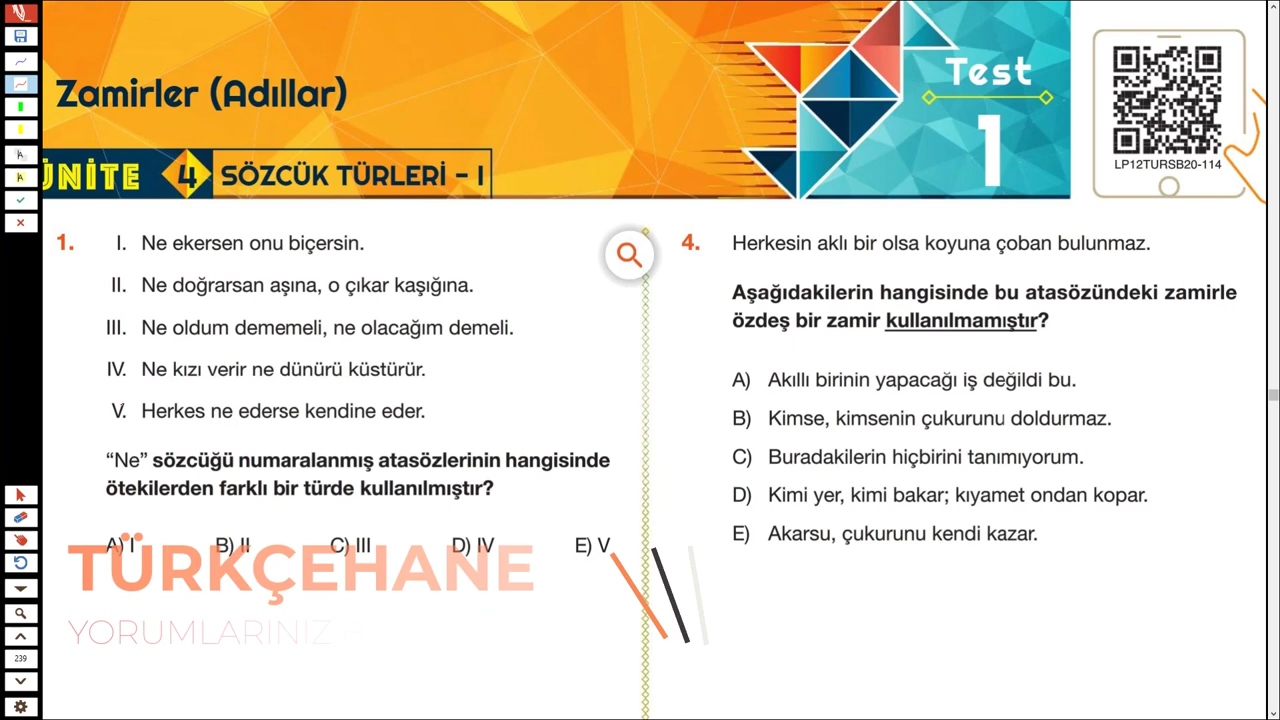 Zamirler (Adıllar)
Test
1
LP12TURSB20-114
ÜNİTE 4 SÖZCÜK TÜRLERİ - I
1. I. Ne ekersen onu biçersin.
II. Ne doğrarsan aşına, o çıkar kaşığına.
III. Ne oldum dememeli, ne olacağım demeli.
IV. Ne kızı verir ne dünürü küstürür.
V. Herkes ne ederse kendine eder.
“Ne” sözcüğü numaralanmış atasözlerinin hangisinde
ötekilerden farklı bir türde kullanılmıştır?
A) I B) II C) III D) IV E) V
TÜRKÇEHANE
YORUMLARINIZ
4. Herkesin aklı bir olsa koyuna çoban bulunmaz.
Aşağıdakilerin hangisinde bu atasözündeki zamirle
özdeş bir zamir kullanılmamıştır?
A) Akıllı birinin yapacağı iş değildi bu.
B) Kimse, kimsenin çukurunu doldurmaz.
C) Buradakilerin hiçbirini tanımıyorum.
D) Kimi yer, kimi bakar; kıyamet ondan kopar.
E) Akarsu, çukurunu kendi kazar.
239